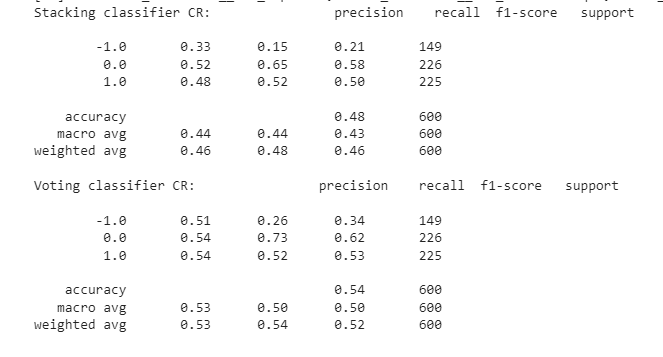 Stacking classifier CR: precision recall f1-score support
-1.0 0.33 0.15 0.21 149
0.0 0.52 0.65 0.58 226
1.0 0.48 0.52 0.50 225
accuracy 0.48 600
macro avg 0.44 0.44 0.43 600
weighted avg 0.46 0.48 0.46 600
Voting classifier CR: precision recall f1-score support
-1.0 0.51 0.26 0.34 149
0.0 0.54 0.73 0.62 226
1.0 0.54 0.52 0.53 225
accuracy 0.54 600
macro avg 0.53 0.50 0.50 600
weighted avg 0.53 0.54 0.52 600